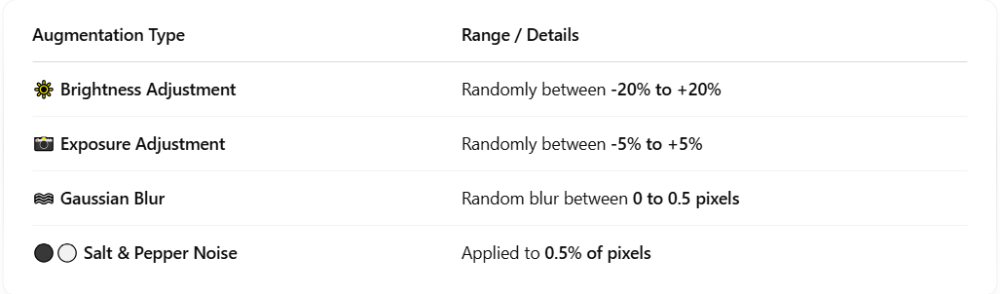 Augmentation Type Range / Details
Brightness Adjustment Randomly between -20% to +20%
Exposure Adjustment Randomly between -5% to +5%
Gaussian Blur Random blur between 0 to 0.5 pixels
Salt & Pepper Noise Applied to 0.5% of pixels